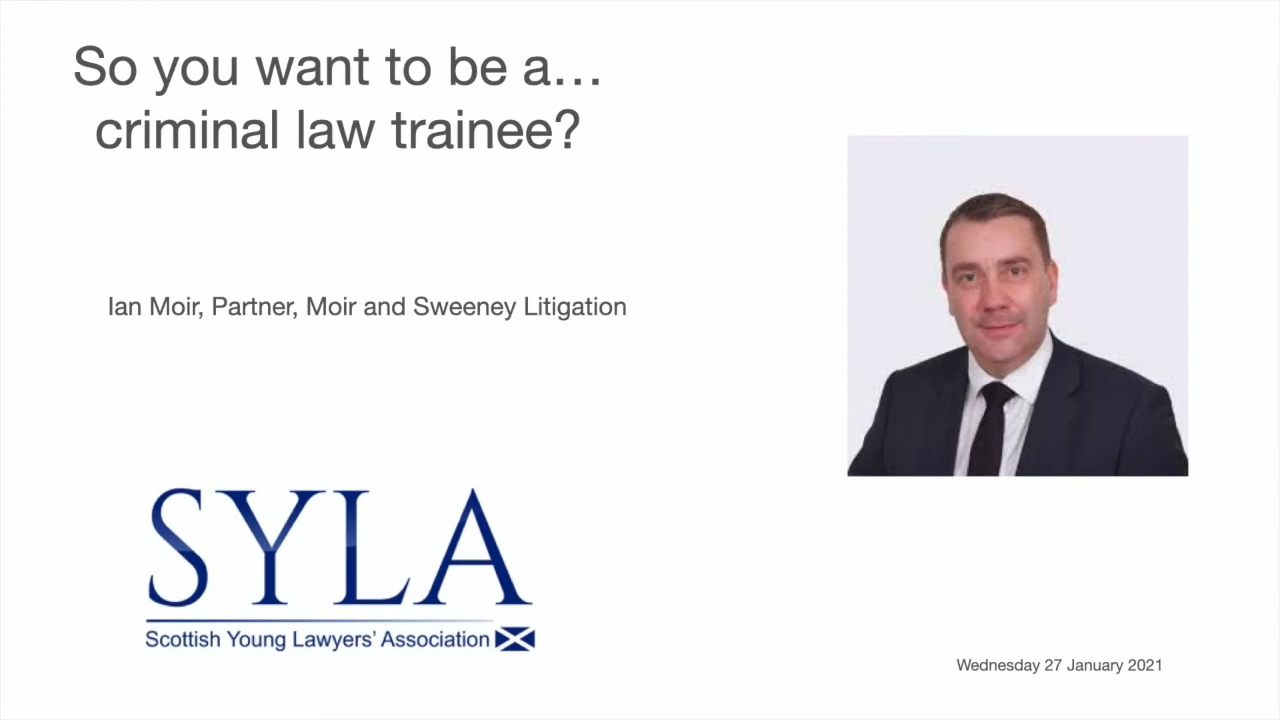 So you want to be a…
criminal law trainee?
Ian Moir, Partner, Moir and Sweeney Litigation
SYLA
Scottish Young Lawyers' Association
Wednesday 27 January 2021